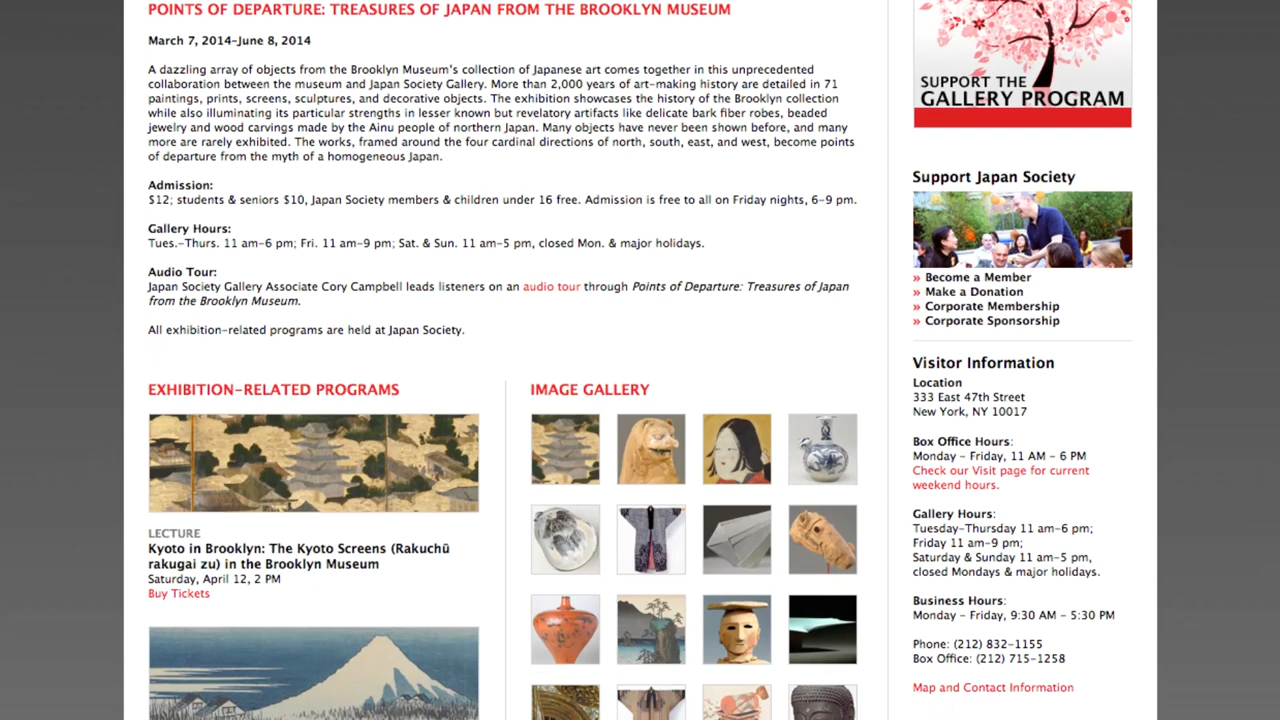 POINTS OF DEPARTURE: TREASURES OF JAPAN FROM THE BROOKLYN MUSEUM
March 7, 2014–June 8, 2014
A dazzling array of objects from the Brooklyn Museum's collection of Japanese art comes together in this unprecedented
collaboration between the museum and Japan Society Gallery. More than 2,000 years of art-making history are detailed in 71
paintings, prints, screens, sculptures, and decorative objects. The exhibition showcases the history of the Brooklyn collection
while also illuminating its particular strengths in lesser known but revelatory artifacts like delicate bark fiber robes, beaded
jewelry and wood carvings made by the Ainu people of northern Japan. Many objects have never been shown before, and many
more are rarely exhibited. The works, framed around the four cardinal directions of north, south, east, and west, become points
of departure from the myth of a homogeneous Japan.
Admission:
$12; students & seniors $10, Japan Society members & children under 16 free. Admission is free to all on Friday nights, 6–9 pm.
Gallery Hours:
Tues.–Thurs. 11 am–6 pm; Fri. 11 am–9 pm; Sat. & Sun. 11 am–5 pm, closed Mon. & major holidays.
Audio Tour:
Japan Society Gallery Associate Cory Campbell leads listeners on an audio tour through Points of Departure: Treasures of Japan
from the Brooklyn Museum.
All exhibition-related programs are held at Japan Society.
EXHIBITION-RELATED PROGRAMS
LECTURE
Kyoto in Brooklyn: The Kyoto Screens (Rakuchū
rakugai zu) in the Brooklyn Museum
Saturday, April 12, 2 PM
Buy Tickets
IMAGE GALLERY
SUPPORT THE
GALLERY PROGRAM
Support Japan Society
» Become a Member
» Make a Donation
» Corporate Membership
» Corporate Sponsorship
Visitor Information
Location
333 East 47th Street
New York, NY 10017
Box Office Hours:
Monday – Friday, 11 AM – 6 PM
Check our Visit page for current
weekend hours.
Gallery Hours:
Tuesday–Thursday 11 am–6 pm;
Friday 11 am–9 pm;
Saturday & Sunday 11 am–5 pm,
closed Mondays & major holidays.
Business Hours:
Monday – Friday, 9:30 AM – 5:30 PM
Phone: (212) 832-1155
Box Office: (212) 715-1258
Map and Contact Information